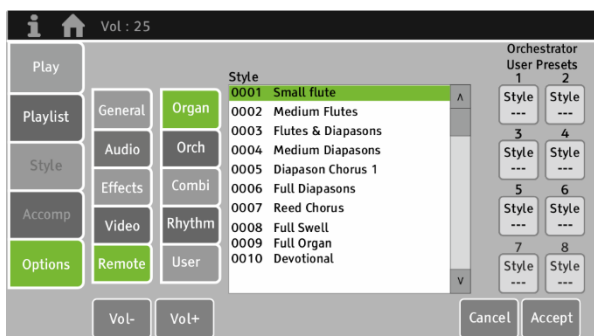 i Vol : 25
Play
Playlist
Style
Accomp
Options
General
Audio
Effects
Video
Remote
Organ
Orch
Combi
Rhythm
User
Vol-
Vol+
Style
0001 Small flute
0002 Medium Flutes
0003 Flutes & Diapasons
0004 Medium Diapasons
0005 Diapason Chorus 1
0006 Full Diapasons
0007 Reed Chorus
0008 Full Swell
0009 Full Organ
0010 Devotional
Orchestrator
User Presets
1 2
Style Style
--- ---
3 4
Style Style
--- ---
5 6
Style Style
--- ---
7 8
Style Style
--- ---
Cancel Accept